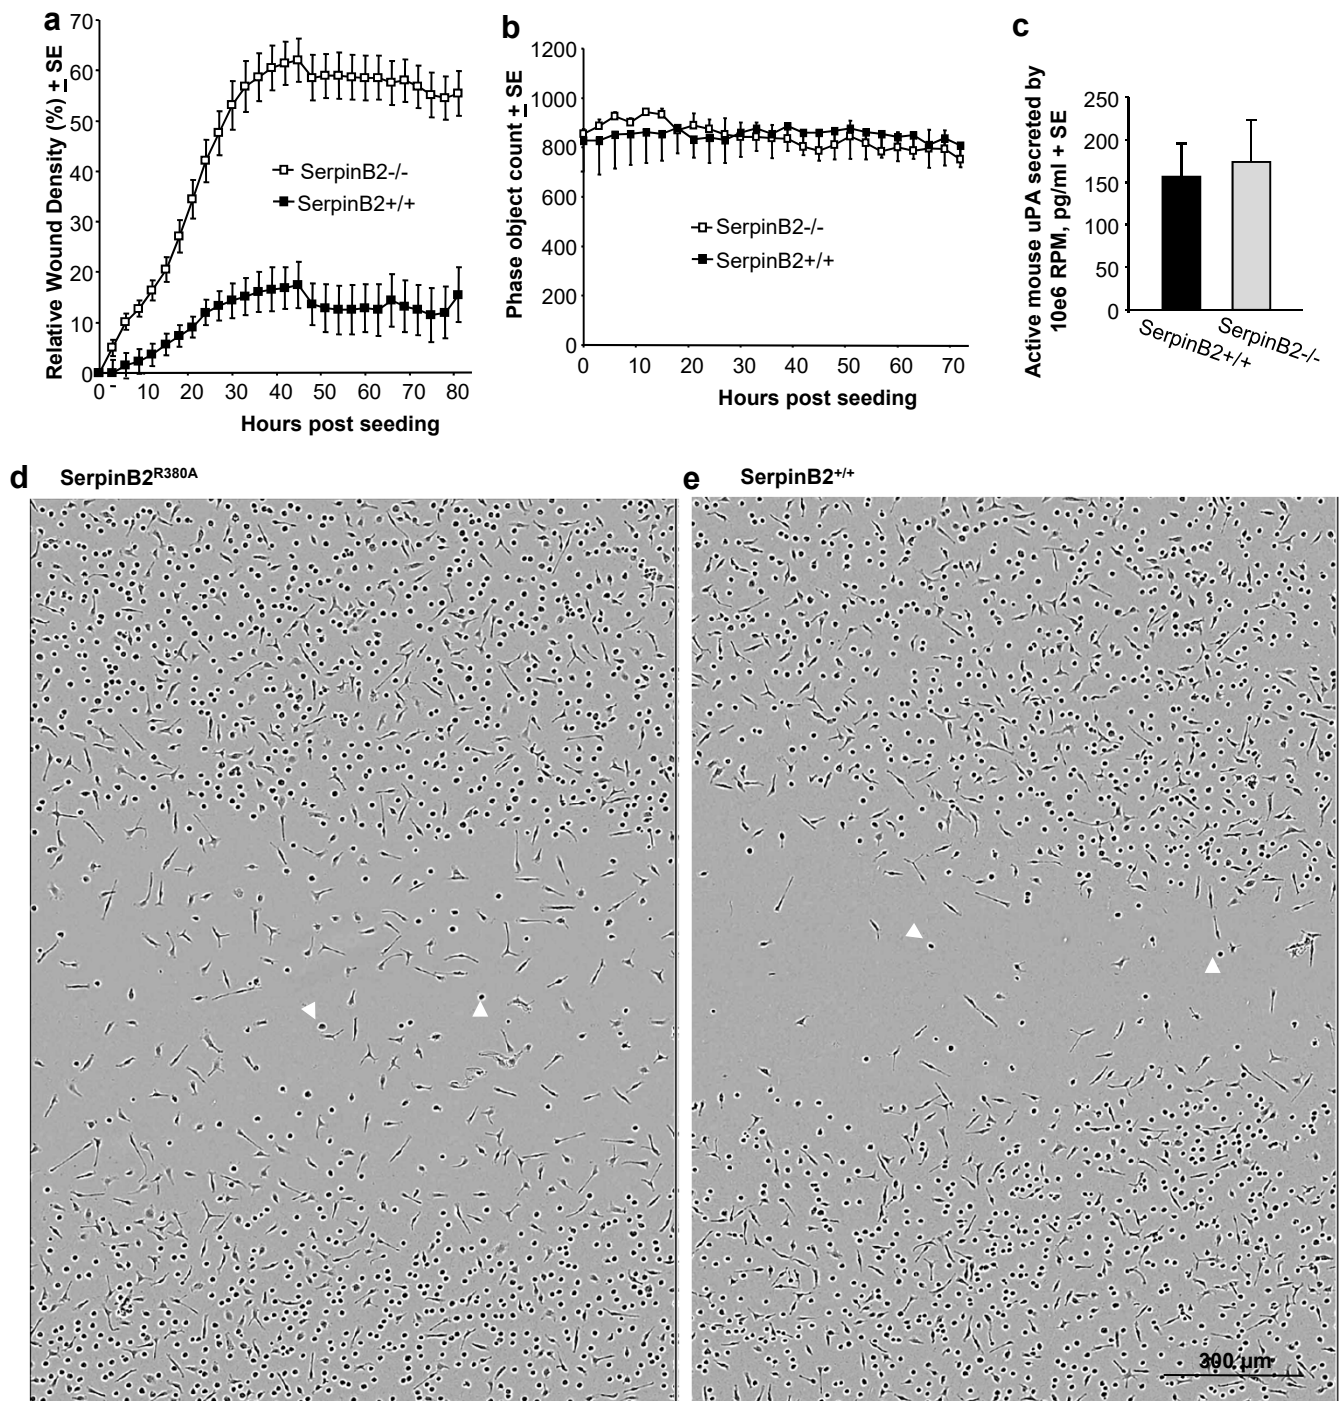 a
Relative Wound Density (%) ± SE
70
60
50
40
30
20
10
0
SerpinB2-/-
SerpinB2+/+
0 10 20 30 40 50 60 70 80
Hours post seeding
b
Phase object count ± SE
1200
1000
800
600
400
200
0
SerpinB2-/-
SerpinB2+/+
0 10 20 30 40 50 60 70
Hours post seeding
c
Active mouse uPA secreted by
10e6 RPM, pg/ml + SE
250
200
150
100
50
0
SerpinB2+/+
SerpinB2-/-
d SerpinB2R380A
e SerpinB2+/+
300 µm